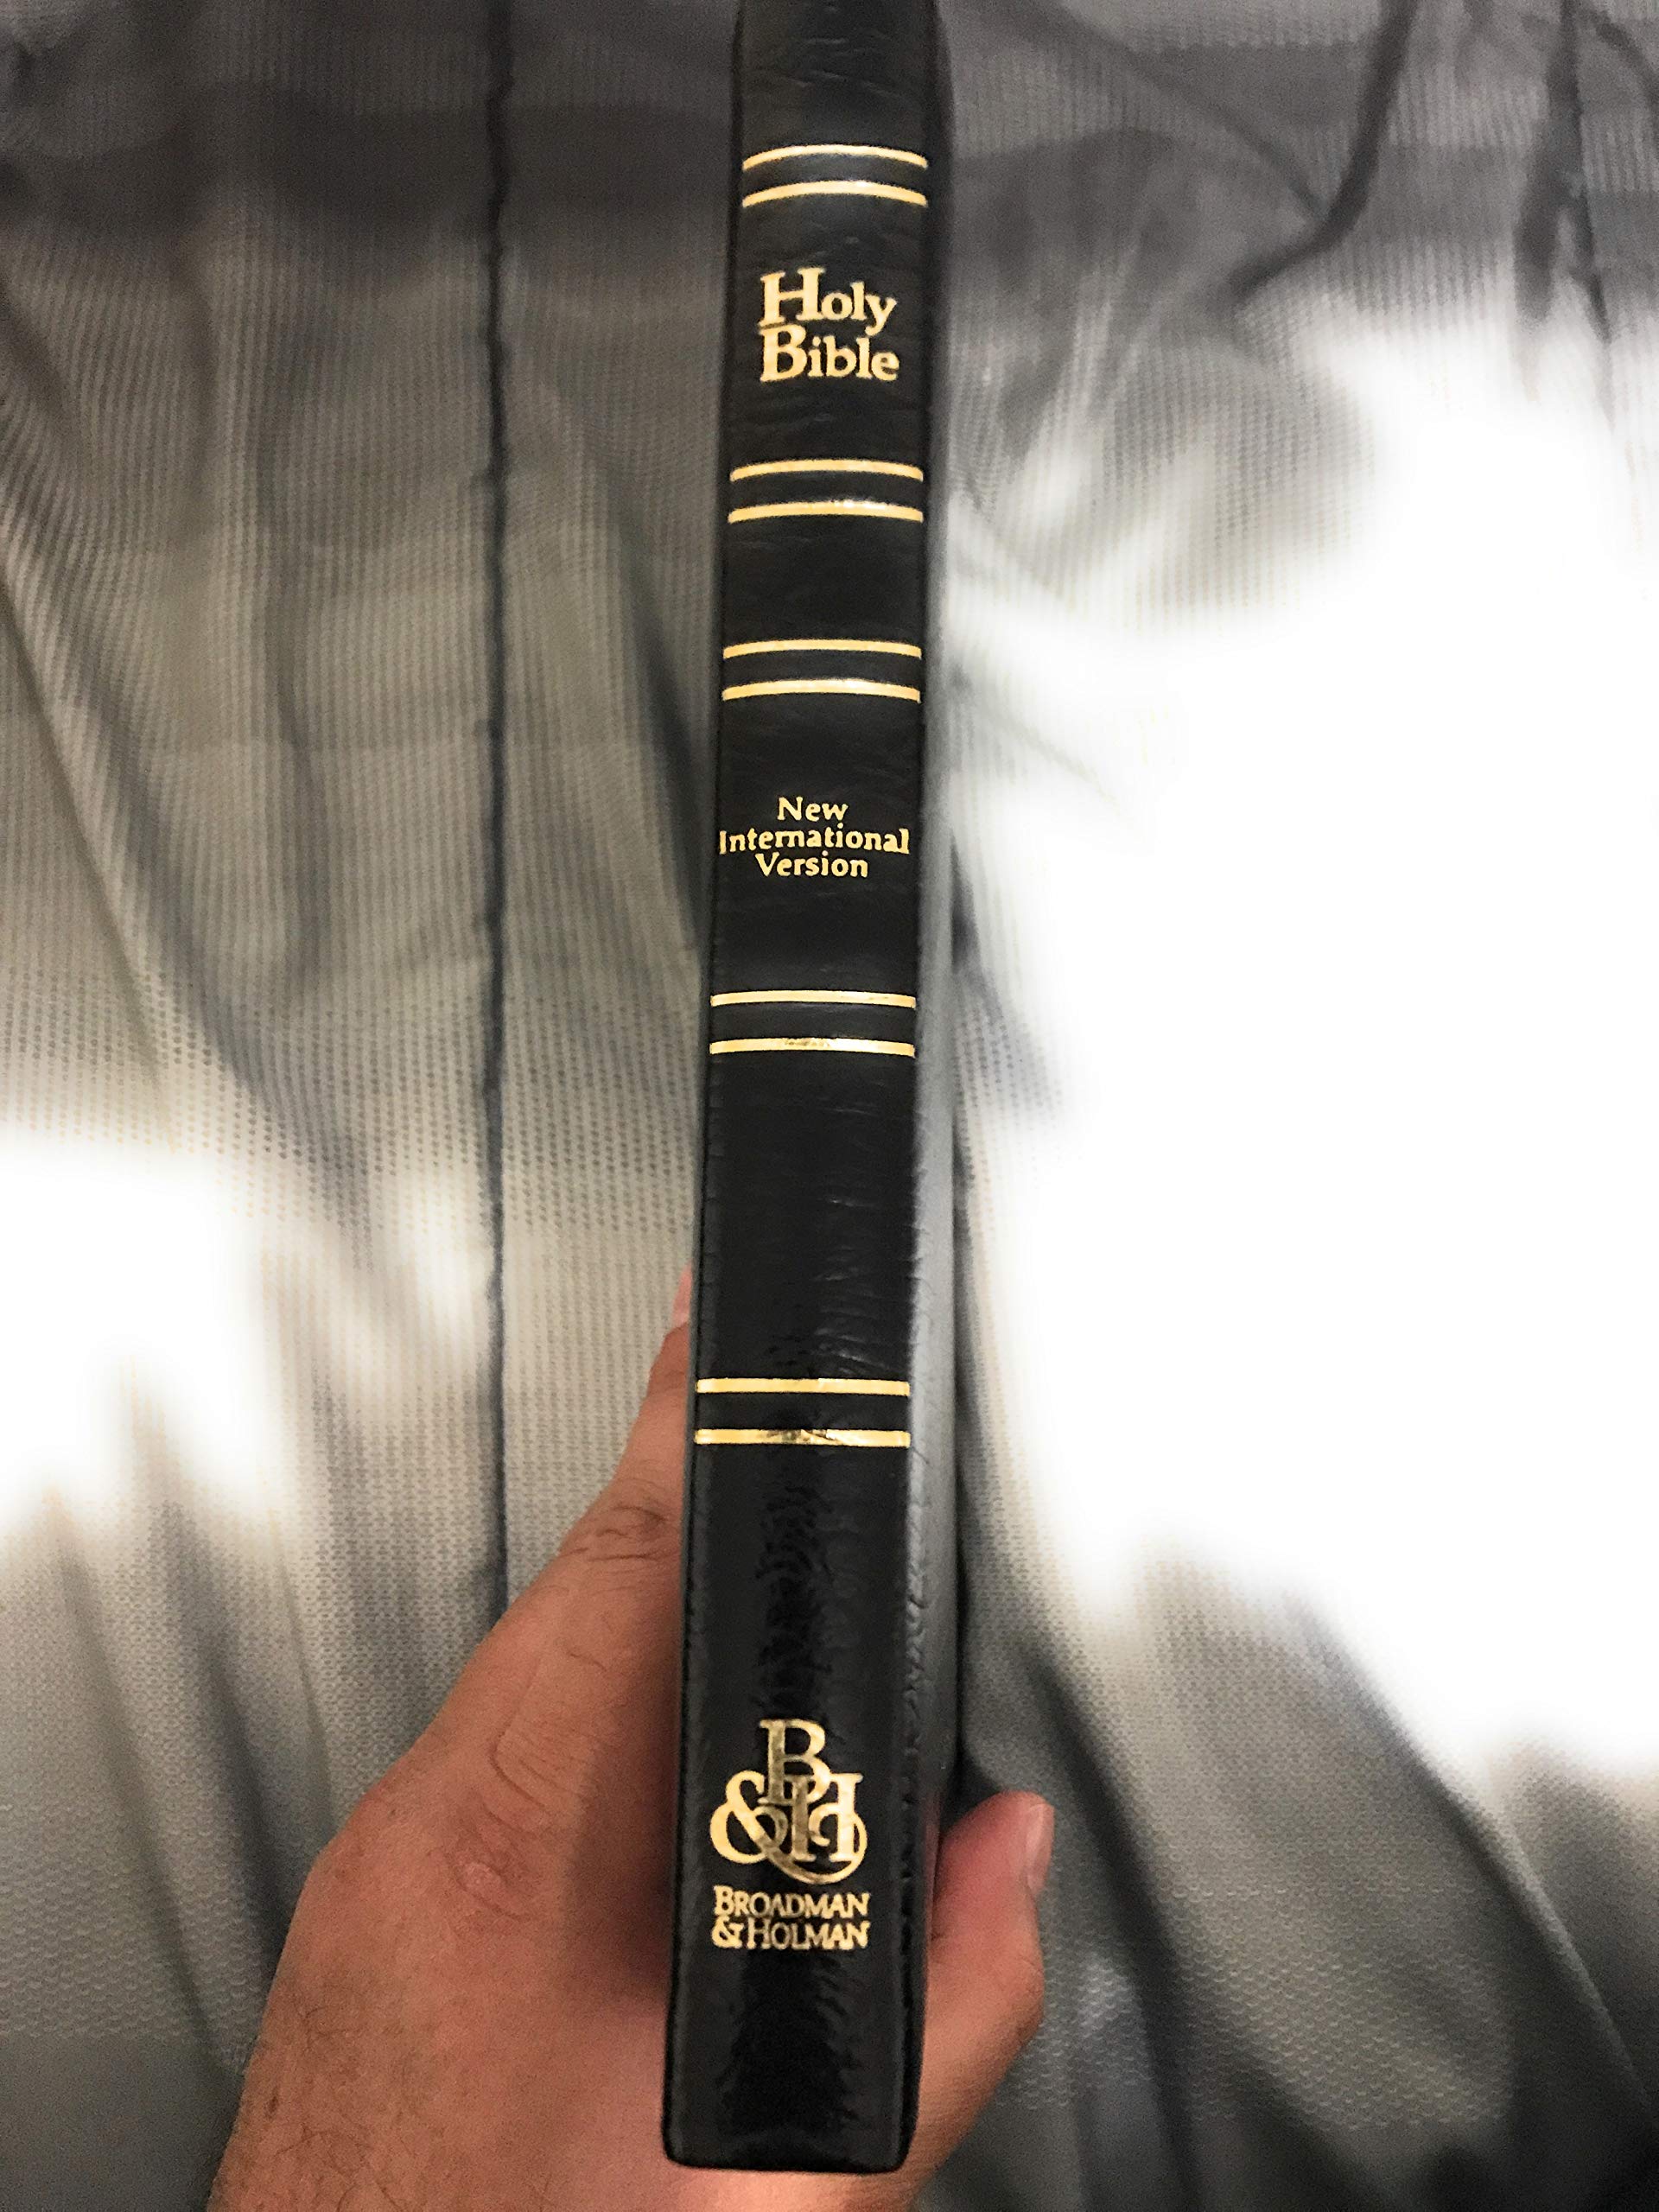 Holy
Bible
New
International
Version
B
&H
BROADMAN
& HOLMAN